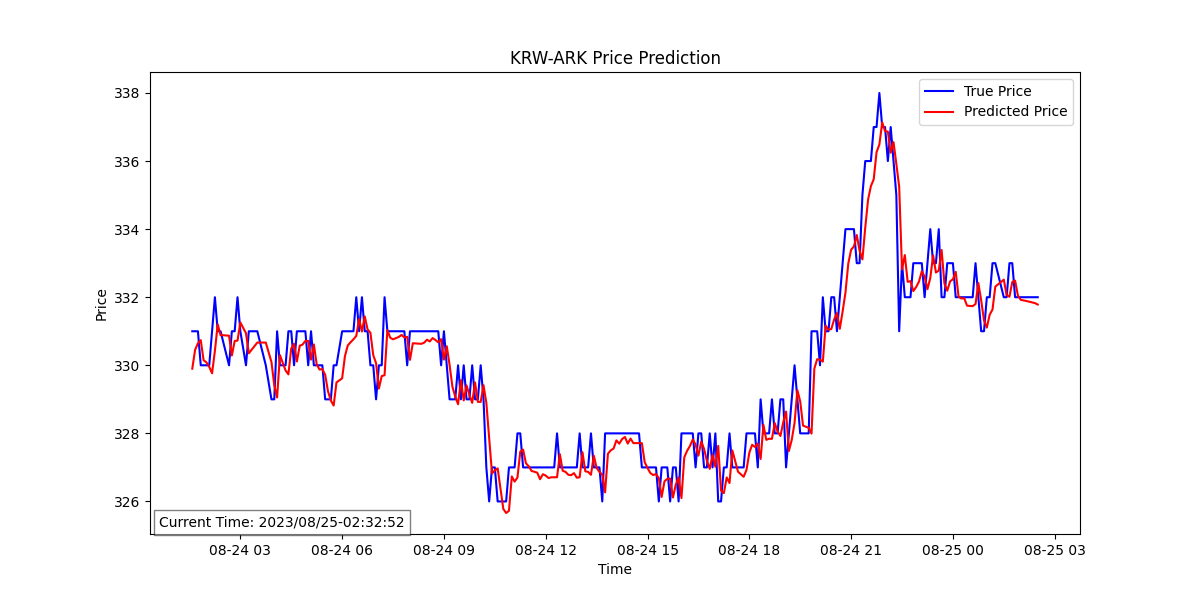 KRW-ARK Price Prediction
True Price
Predicted Price
338
336
334
332
330
328
326
Price
Current Time: 2023/08/25-02:32:52
08-24 03
08-24 06
08-24 09
08-24 12
08-24 15
08-24 18
08-24 21
08-25 00
08-25 03
Time